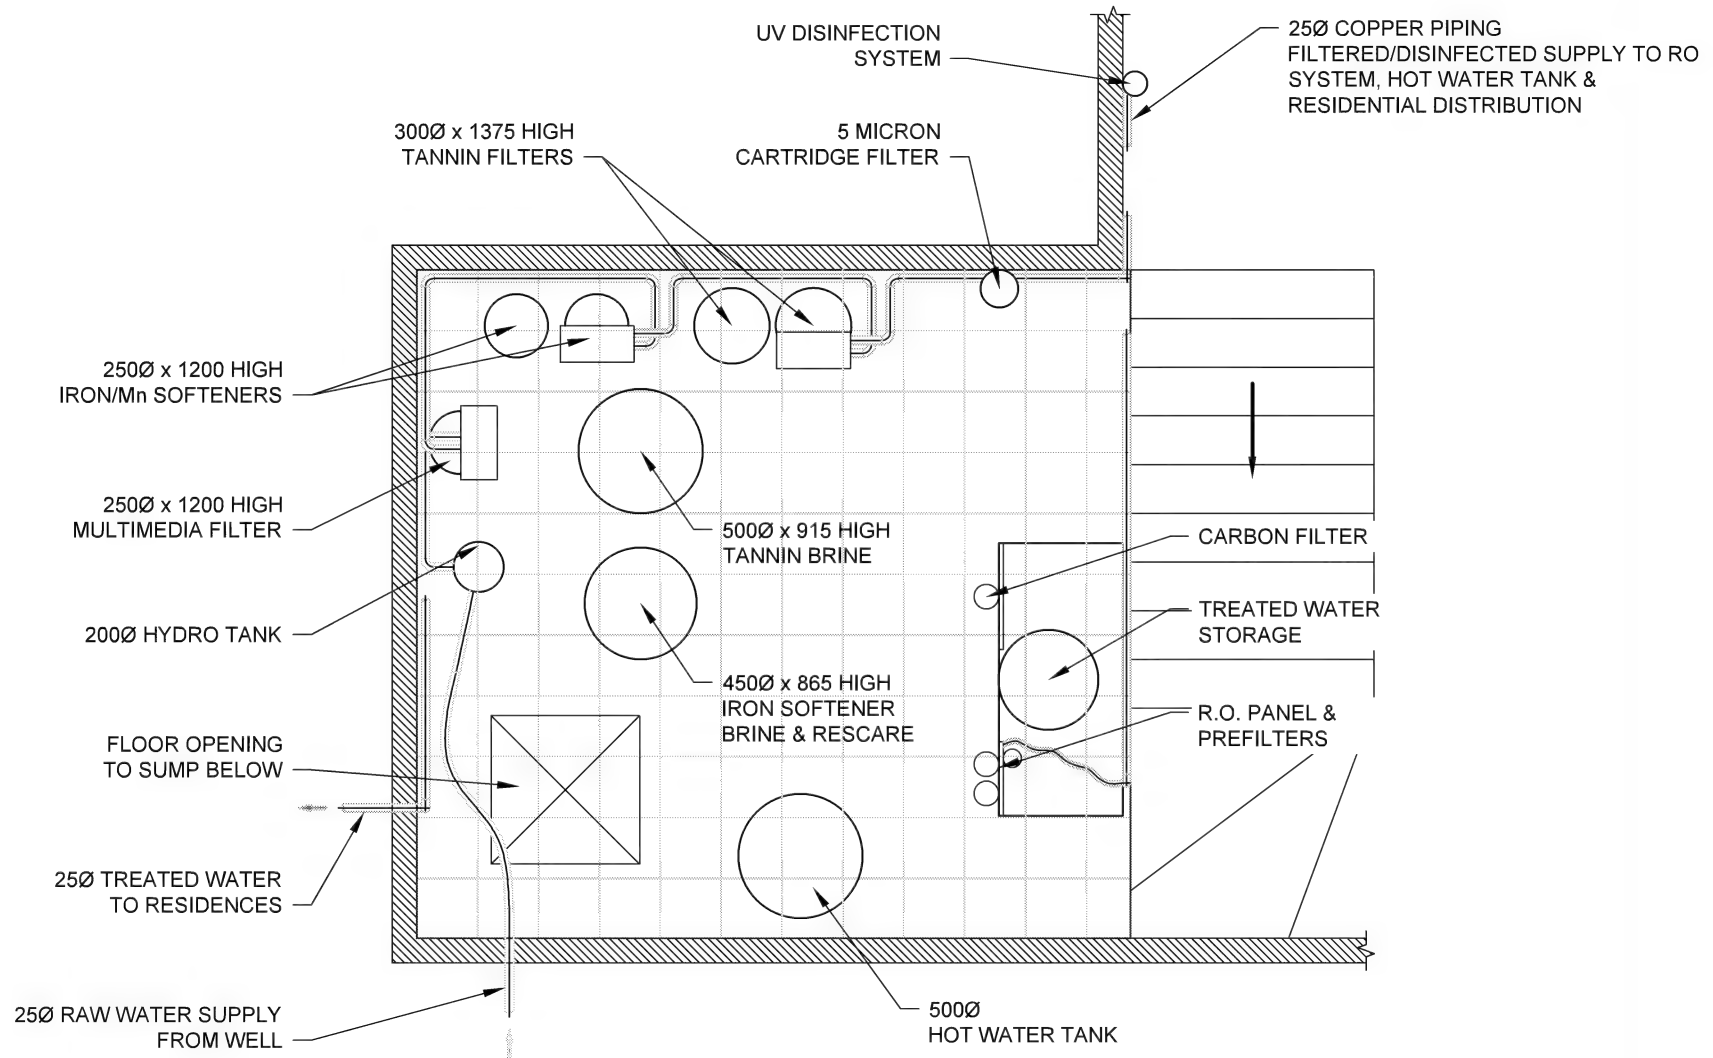 UV DISINFECTION
SYSTEM
25Ø COPPER PIPING
FILTERED/DISINFECTED SUPPLY TO RO
SYSTEM, HOT WATER TANK &
RESIDENTIAL DISTRIBUTION
300Ø x 1375 HIGH
TANNIN FILTERS
5 MICRON
CARTRIDGE FILTER
250Ø x 1200 HIGH
IRON/Mn SOFTENERS
250Ø x 1200 HIGH
MULTIMEDIA FILTER
500Ø x 915 HIGH
TANNIN BRINE
CARBON FILTER
200Ø HYDRO TANK
TREATED WATER
STORAGE
450Ø x 865 HIGH
IRON SOFTENER
BRINE & RESCARE
R.O. PANEL &
PREFILTERS
FLOOR OPENING
TO SUMP BELOW
25Ø TREATED WATER
TO RESIDENCES
25Ø RAW WATER SUPPLY
FROM WELL
500Ø
HOT WATER TANK